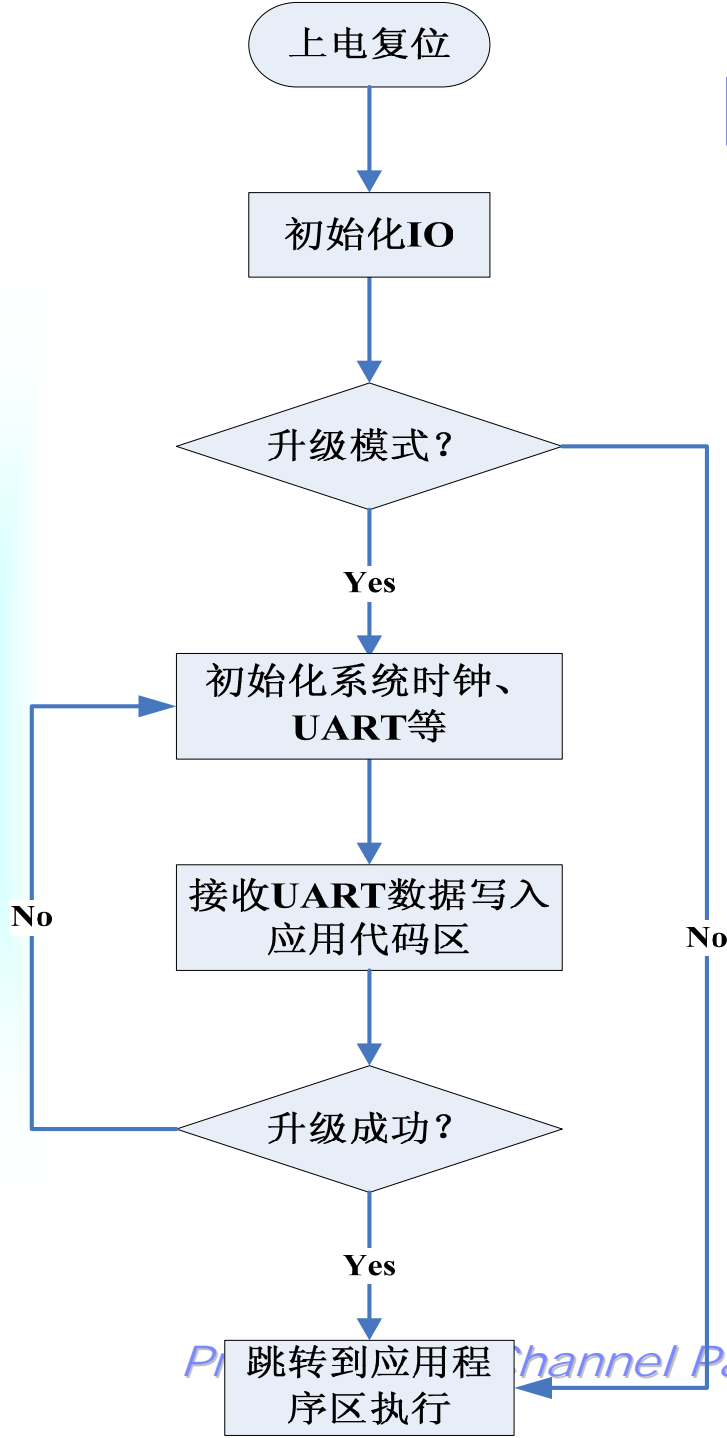 上电复位
初始化IO
升级模式？
Yes
初始化系统时钟、
UART等
接收UART数据写入
应用代码区
No
No
升级成功？
Yes
跳转到应用程
序区执行
hannel